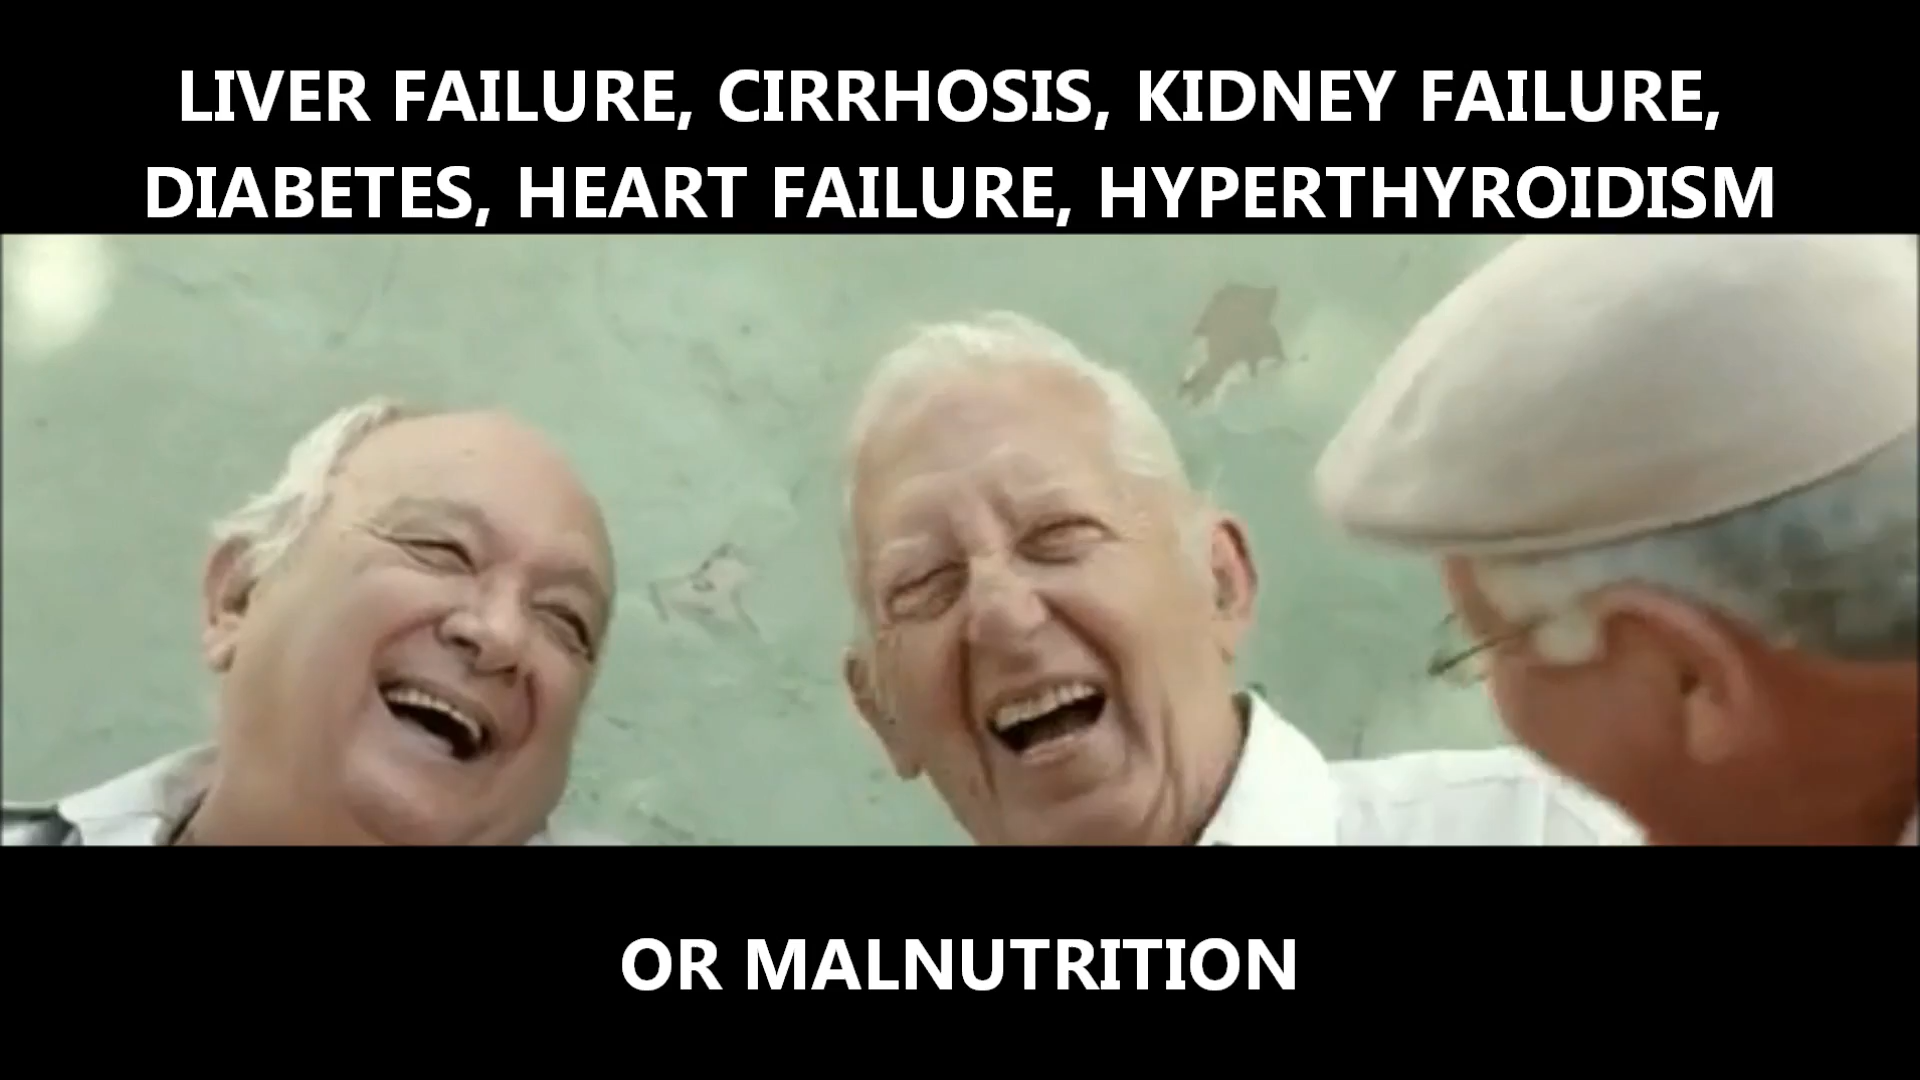 LIVER FAILURE, CIRRHOSIS, KIDNEY FAILURE,
DIABETES, HEART FAILURE, HYPERTHYROIDISM
OR MALNUTRITION